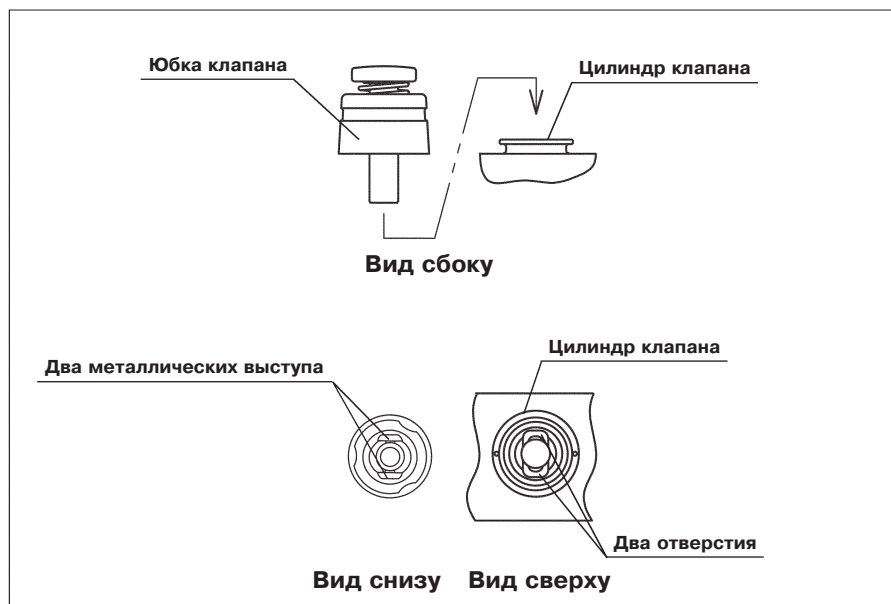 Юбка клапана
Цилиндр клапана
Вид сбоку
Цилиндр клапана
Два металлических выступа
Два отверстия
Вид снизу
Вид сверху